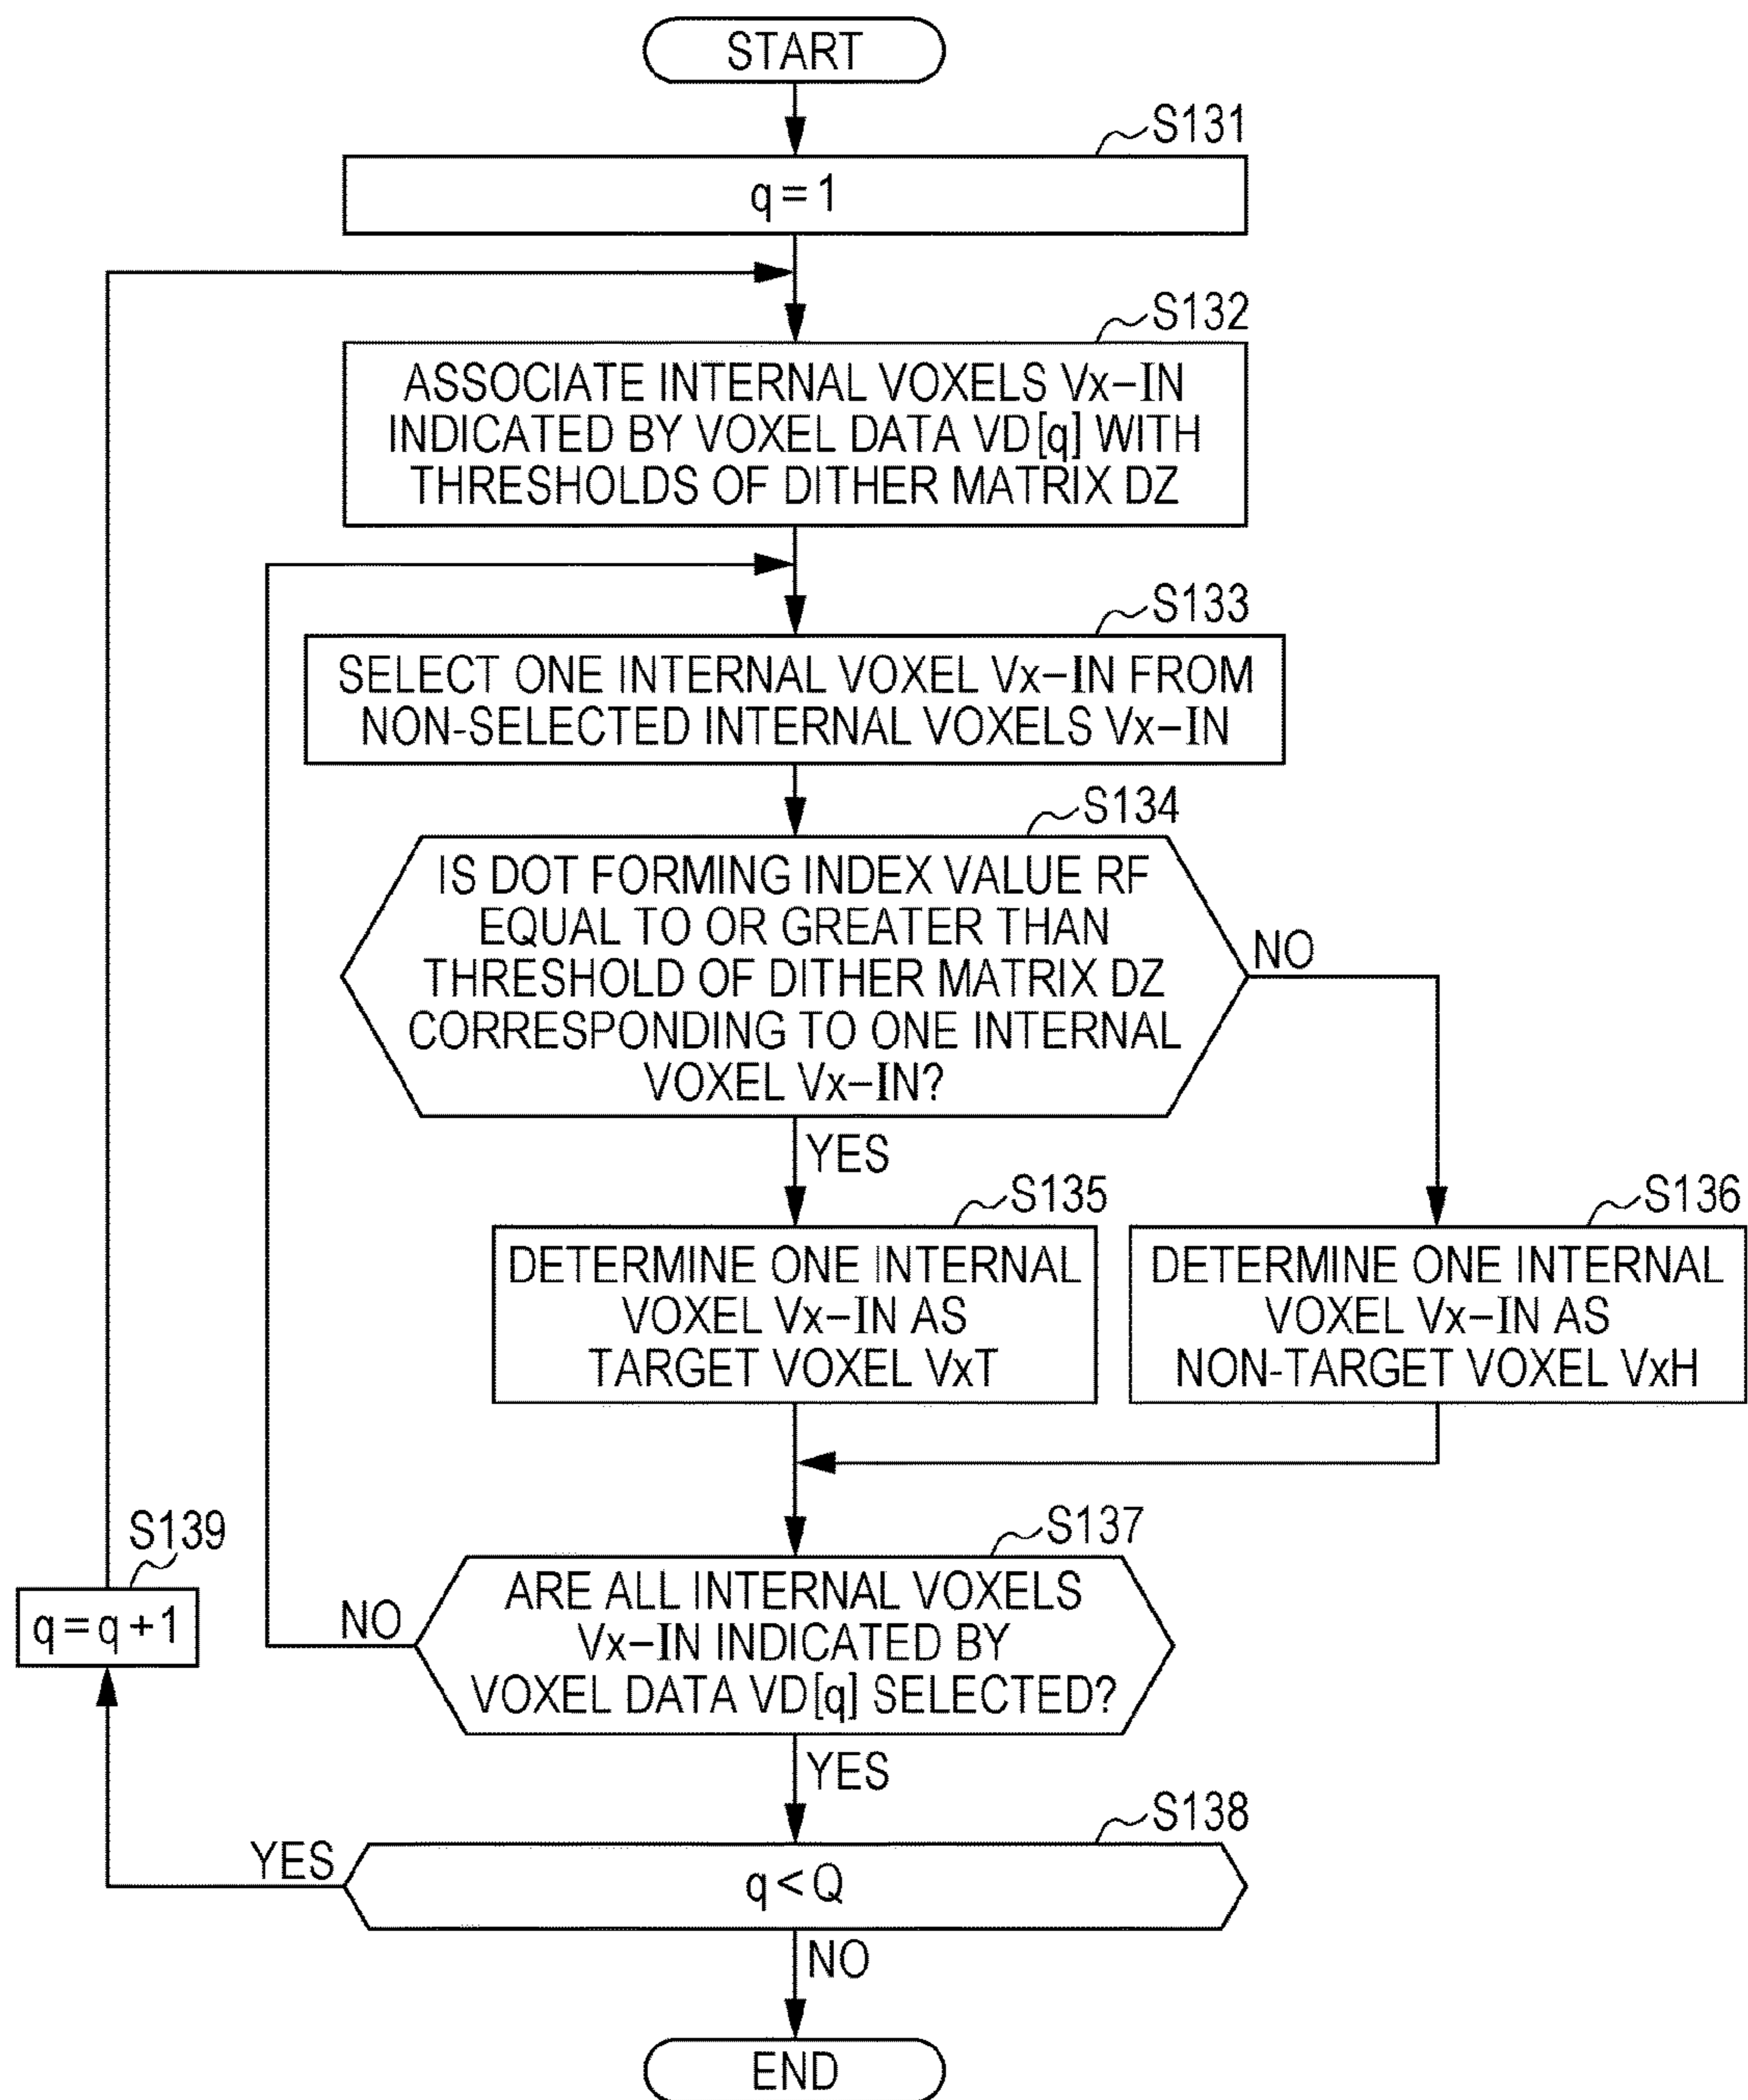 START
S131
q=1
S132
ASSOCIATE INTERNAL VOXELS Vx-IN
INDICATED BY VOXEL DATA VD[q] WITH
THRESHOLDS OF DITHER MATRIX DZ
S133
SELECT ONE INTERNAL VOXEL Vx-IN FROM
NON-SELECTED INTERNAL VOXELS Vx-IN
S134
IS DOT FORMING INDEX VALUE RF
EQUAL TO OR GREATER THAN
THRESHOLD OF DITHER MATRIX DZ
CORRESPONDING TO ONE INTERNAL
VOXEL Vx-IN?
NO
YES
S135
DETERMINE ONE INTERNAL
VOXEL Vx-IN AS
TARGET VOXEL VxT
S136
DETERMINE ONE INTERNAL
VOXEL Vx-IN AS
NON-TARGET VOXEL VxH
S137
ARE ALL INTERNAL VOXELS
Vx-IN INDICATED BY
VOXEL DATA VD[q] SELECTED?
NO
S139
q=q+1
YES
S138
q<Q
YES
NO
END